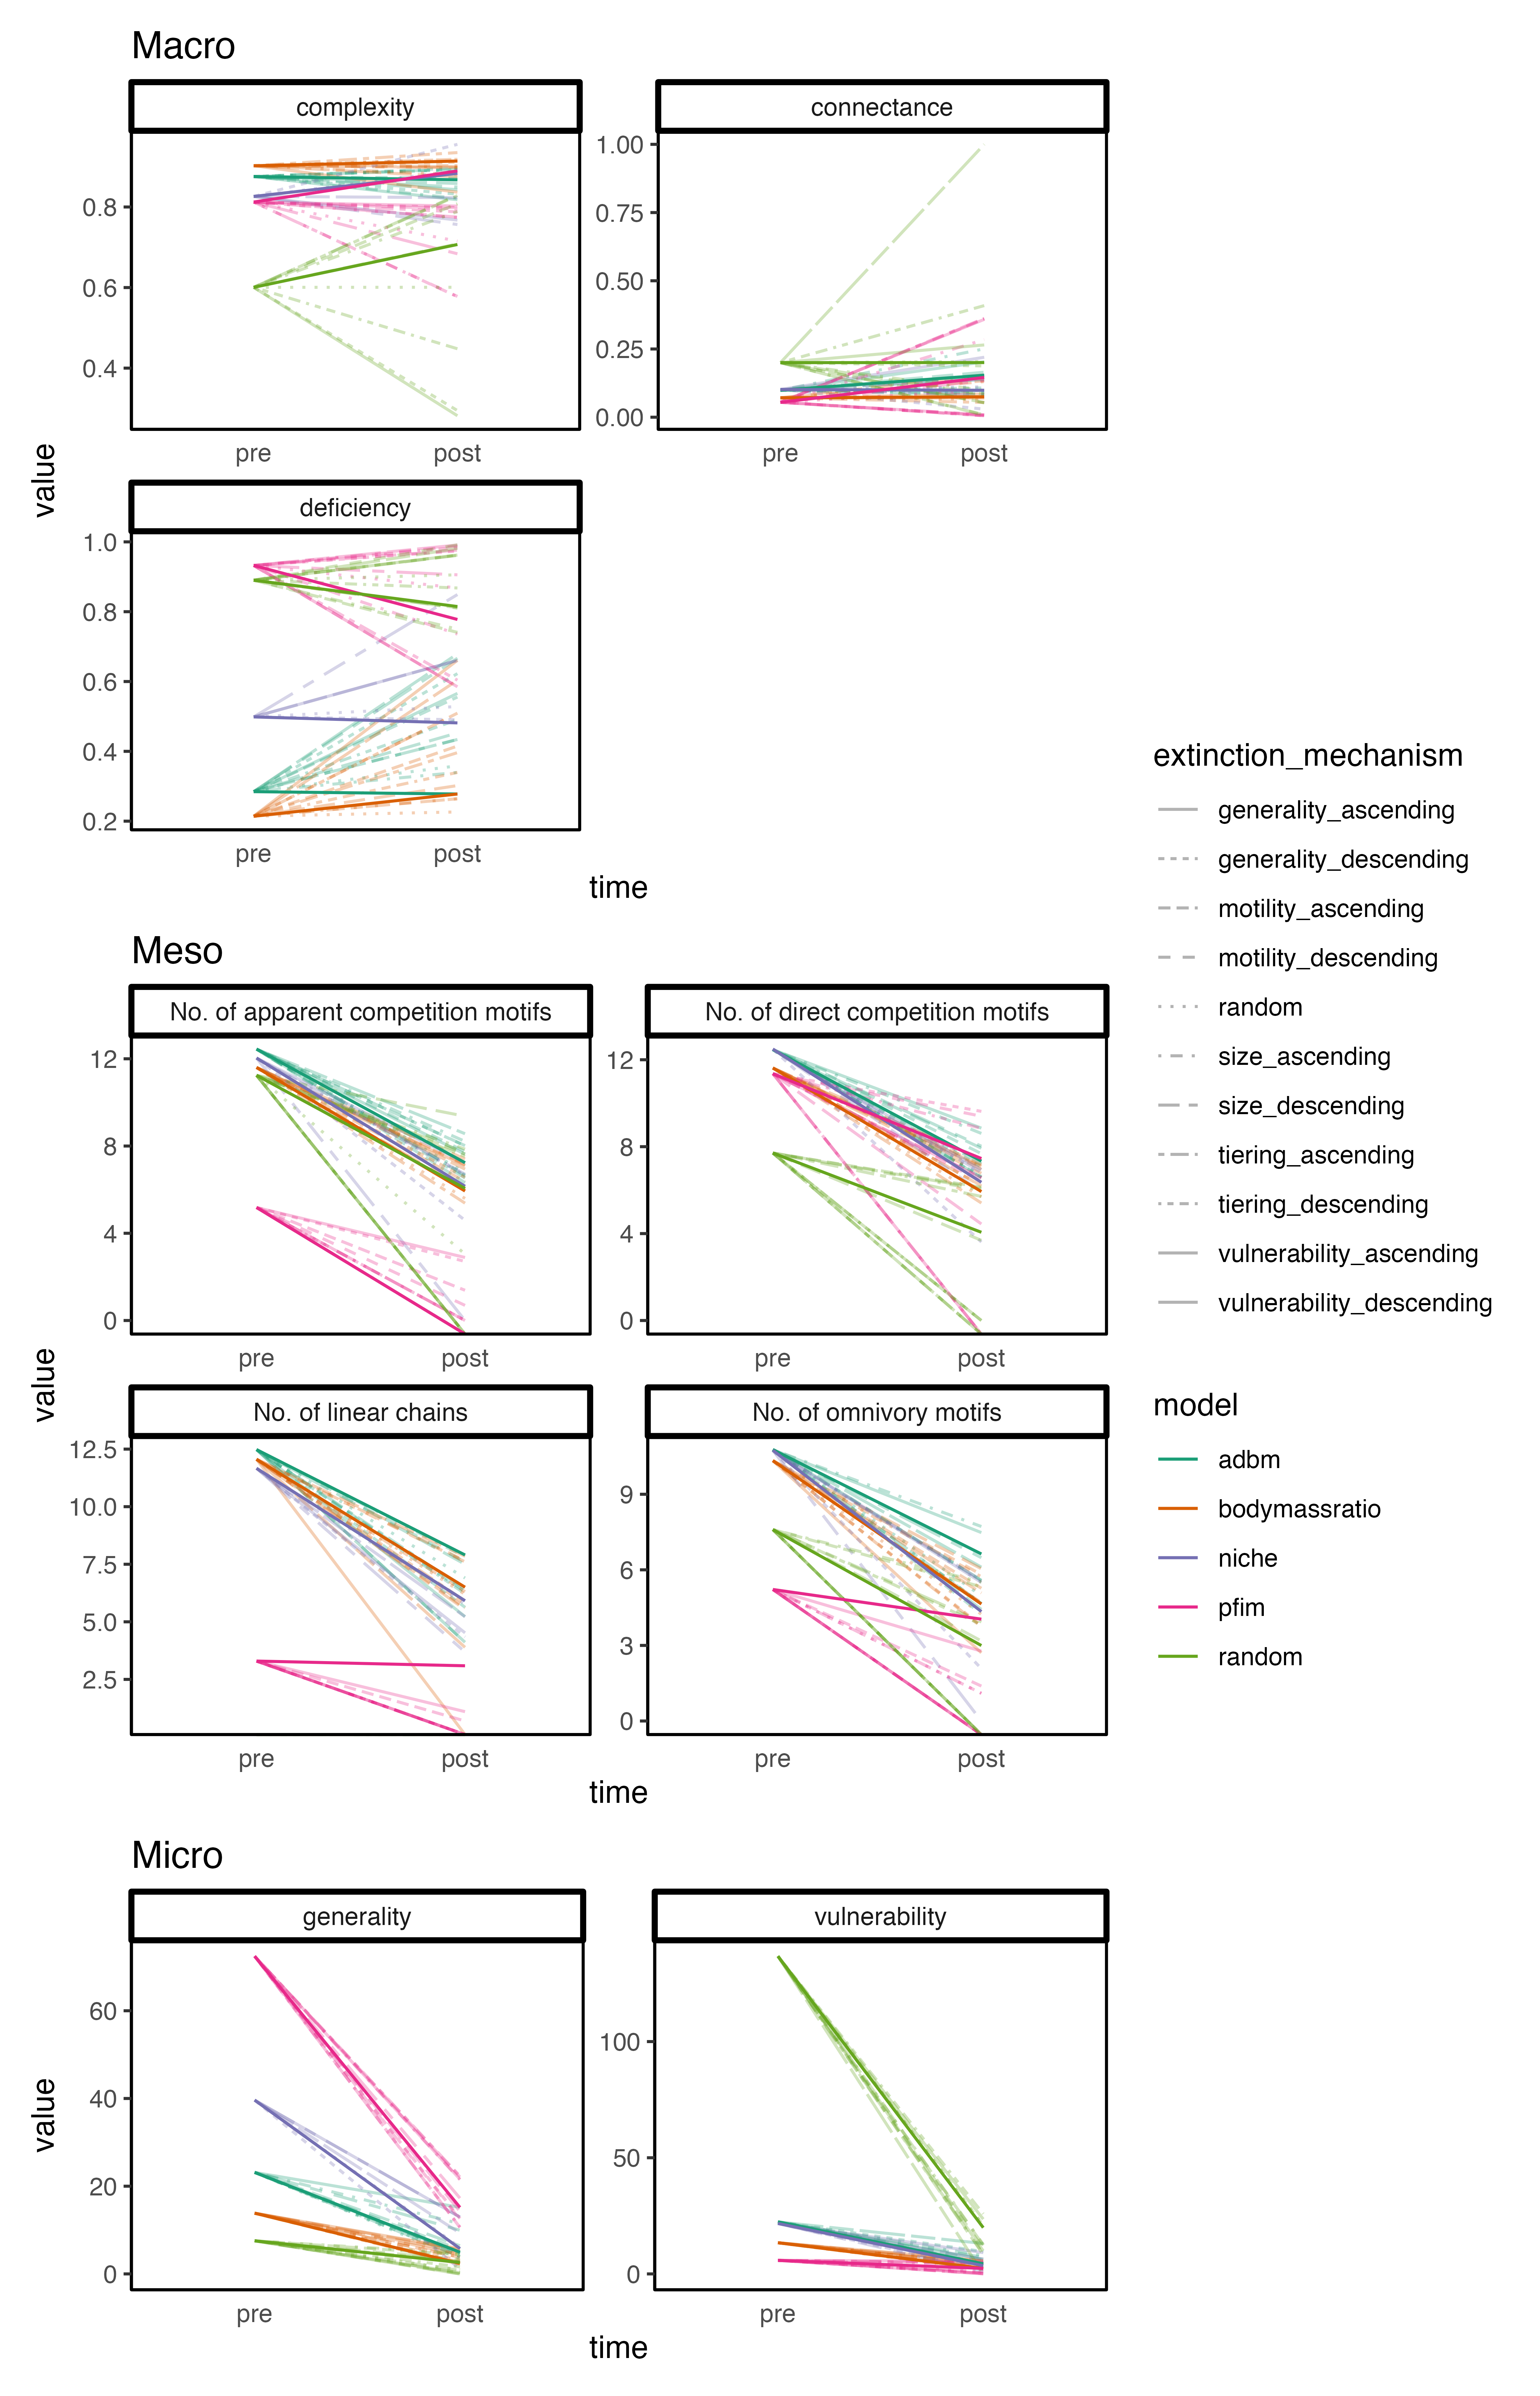 Macro
complexity
connectance
0.8
0.6
0.4
1.00
0.75
0.50
0.25
0.00
pre
post
pre
post
value
deficiency
1.0
0.8
0.6
0.4
0.2
pre
post
time
Meso
No. of apparent competition motifs
No. of direct competition motifs
12
8
4
0
12
8
4
0
pre
post
pre
post
value
No. of linear chains
No. of omnivory motifs
12.5
10.0
7.5
5.0
2.5
9
6
3
0
pre
post
pre
post
time
Micro
generality
vulnerability
60
40
20
0
100
50
0
value
pre
post
pre
post
time
extinction_mechanism
generality_ascending
generality_descending
motility_ascending
motility_descending
random
size_ascending
size_descending
tiering_ascending
tiering_descending
vulnerability_ascending
vulnerability_descending
model
adbm
bodymassratio
niche
pfim
random